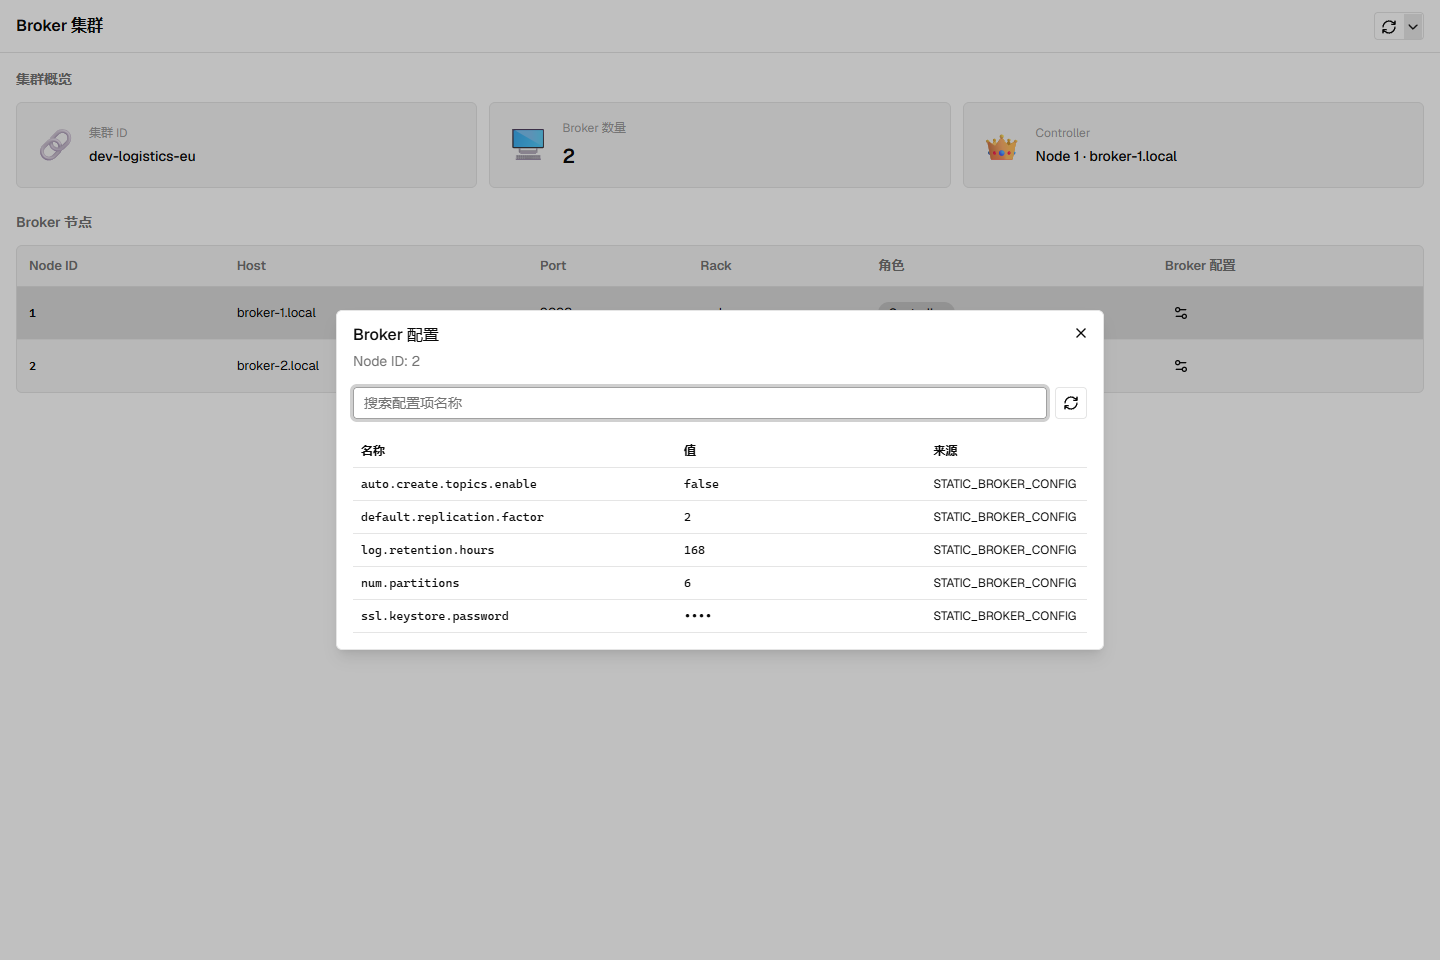 Broker 集群
集群概览
集群 ID
dev-logistics-eu
Broker 数量
2
Controller
Node 1 · broker-1.local
Broker 节点
Node ID Host Port Rack 角色 Broker 配置
1 broker-1.local
2 broker-2.local
Broker 配置
Node ID: 2
搜索配置项名称
名称 值 来源
auto.create.topics.enable false STATIC_BROKER_CONFIG
default.replication.factor 2 STATIC_BROKER_CONFIG
log.retention.hours 168 STATIC_BROKER_CONFIG
num.partitions 6 STATIC_BROKER_CONFIG
ssl.keystore.password •••• STATIC_BROKER_CONFIG